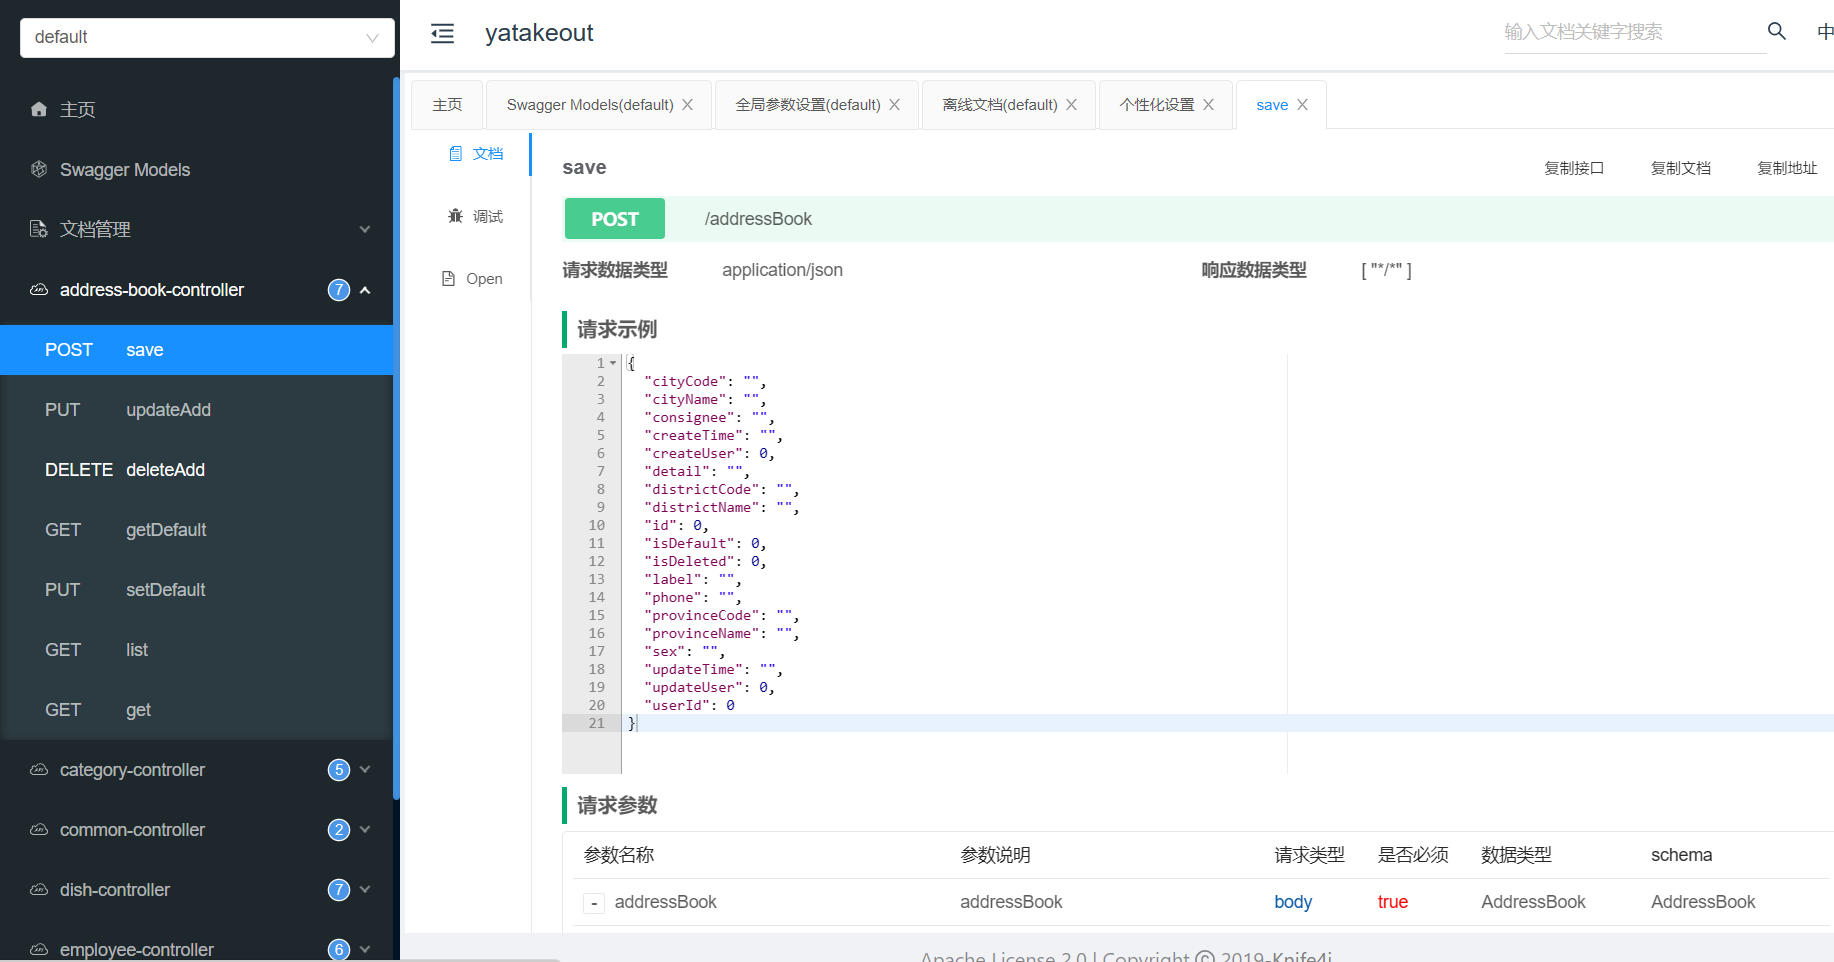 default
主页
Swagger Models
文档管理
address-book-controller 7
POST save
PUT updateAdd
DELETE deleteAdd
GET getDefault
PUT setDefault
GET list
GET get
category-controller 5
common-controller 2
dish-controller 7
employee-controller 6
yatakeout
输入文档关键字搜索
中
主页 Swagger Models(default) 全局参数设置(default) 离线文档(default) 个性化设置 save
文档
调试
Open
save 复制接口 复制文档 复制地址
POST /addressBook
请求数据类型 application/json 响应数据类型 [ "*/*" ]
请求示例
1 {
2 "cityCode": "",
3 "cityName": "",
4 "consignee": "",
5 "createTime": "",
6 "createUser": 0,
7 "detail": "",
8 "districtCode": "",
9 "districtName": "",
10 "id": 0,
11 "isDefault": 0,
12 "isDeleted": 0,
13 "label": "",
14 "phone": "",
15 "provinceCode": "",
16 "provinceName": "",
17 "sex": "",
18 "updateTime": "",
19 "updateUser": 0,
20 "userId": 0
21 }
请求参数
参数名称 参数说明 请求类型 是否必须 数据类型 schema
- addressBook addressBook body true AddressBook AddressBook
Apache License 2.0 | Copyright © 2019-Knife4j